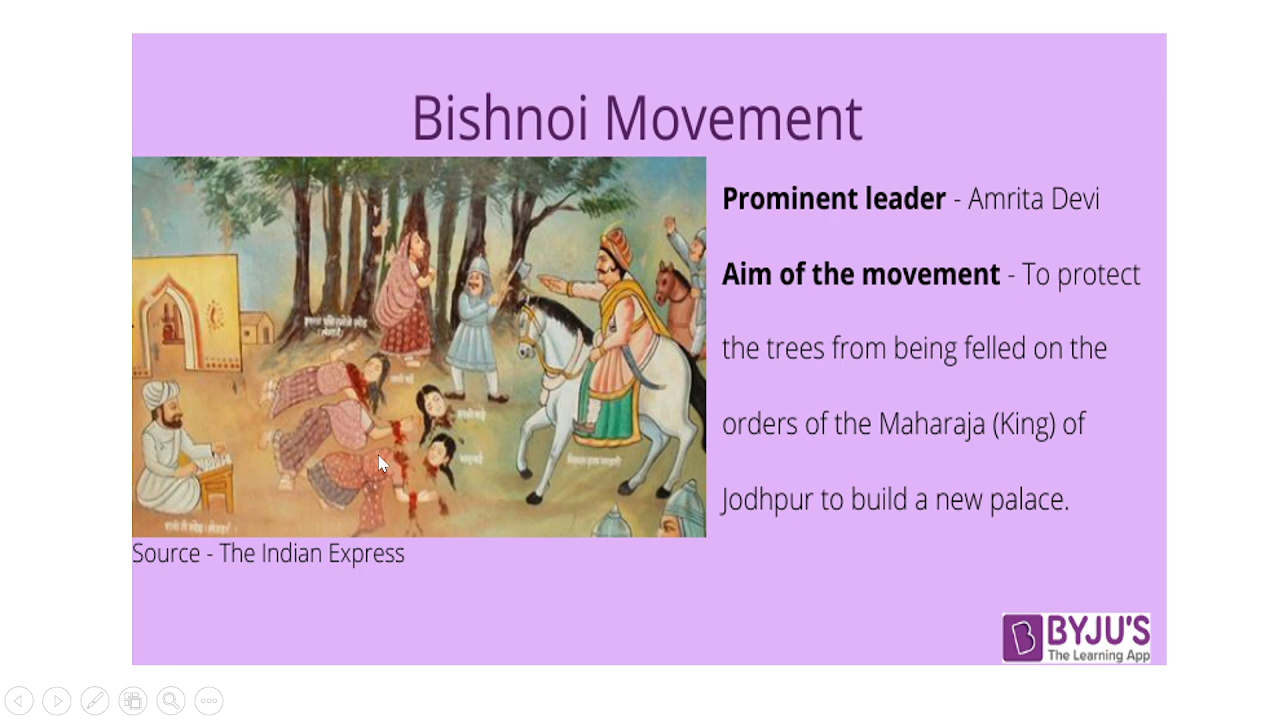 Bishnoi Movement
Prominent leader - Amrita Devi
Aim of the movement - To protect
the trees from being felled on the
orders of the Maharaja (King) of
Jodhpur to build a new palace.
Source - The Indian Express
BYJU'S
The Learning App